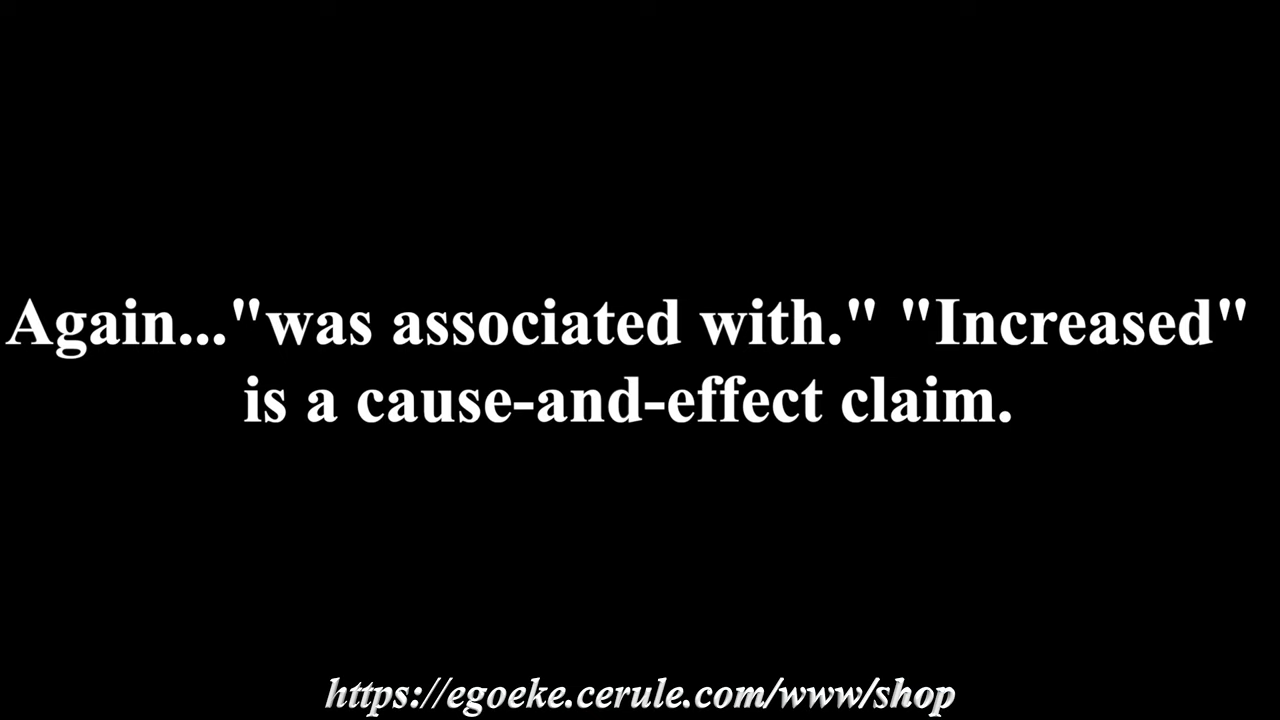 Again..."was associated with." "Increased"
is a cause-and-effect claim.
https://egoeke.cerule.com/www/shop